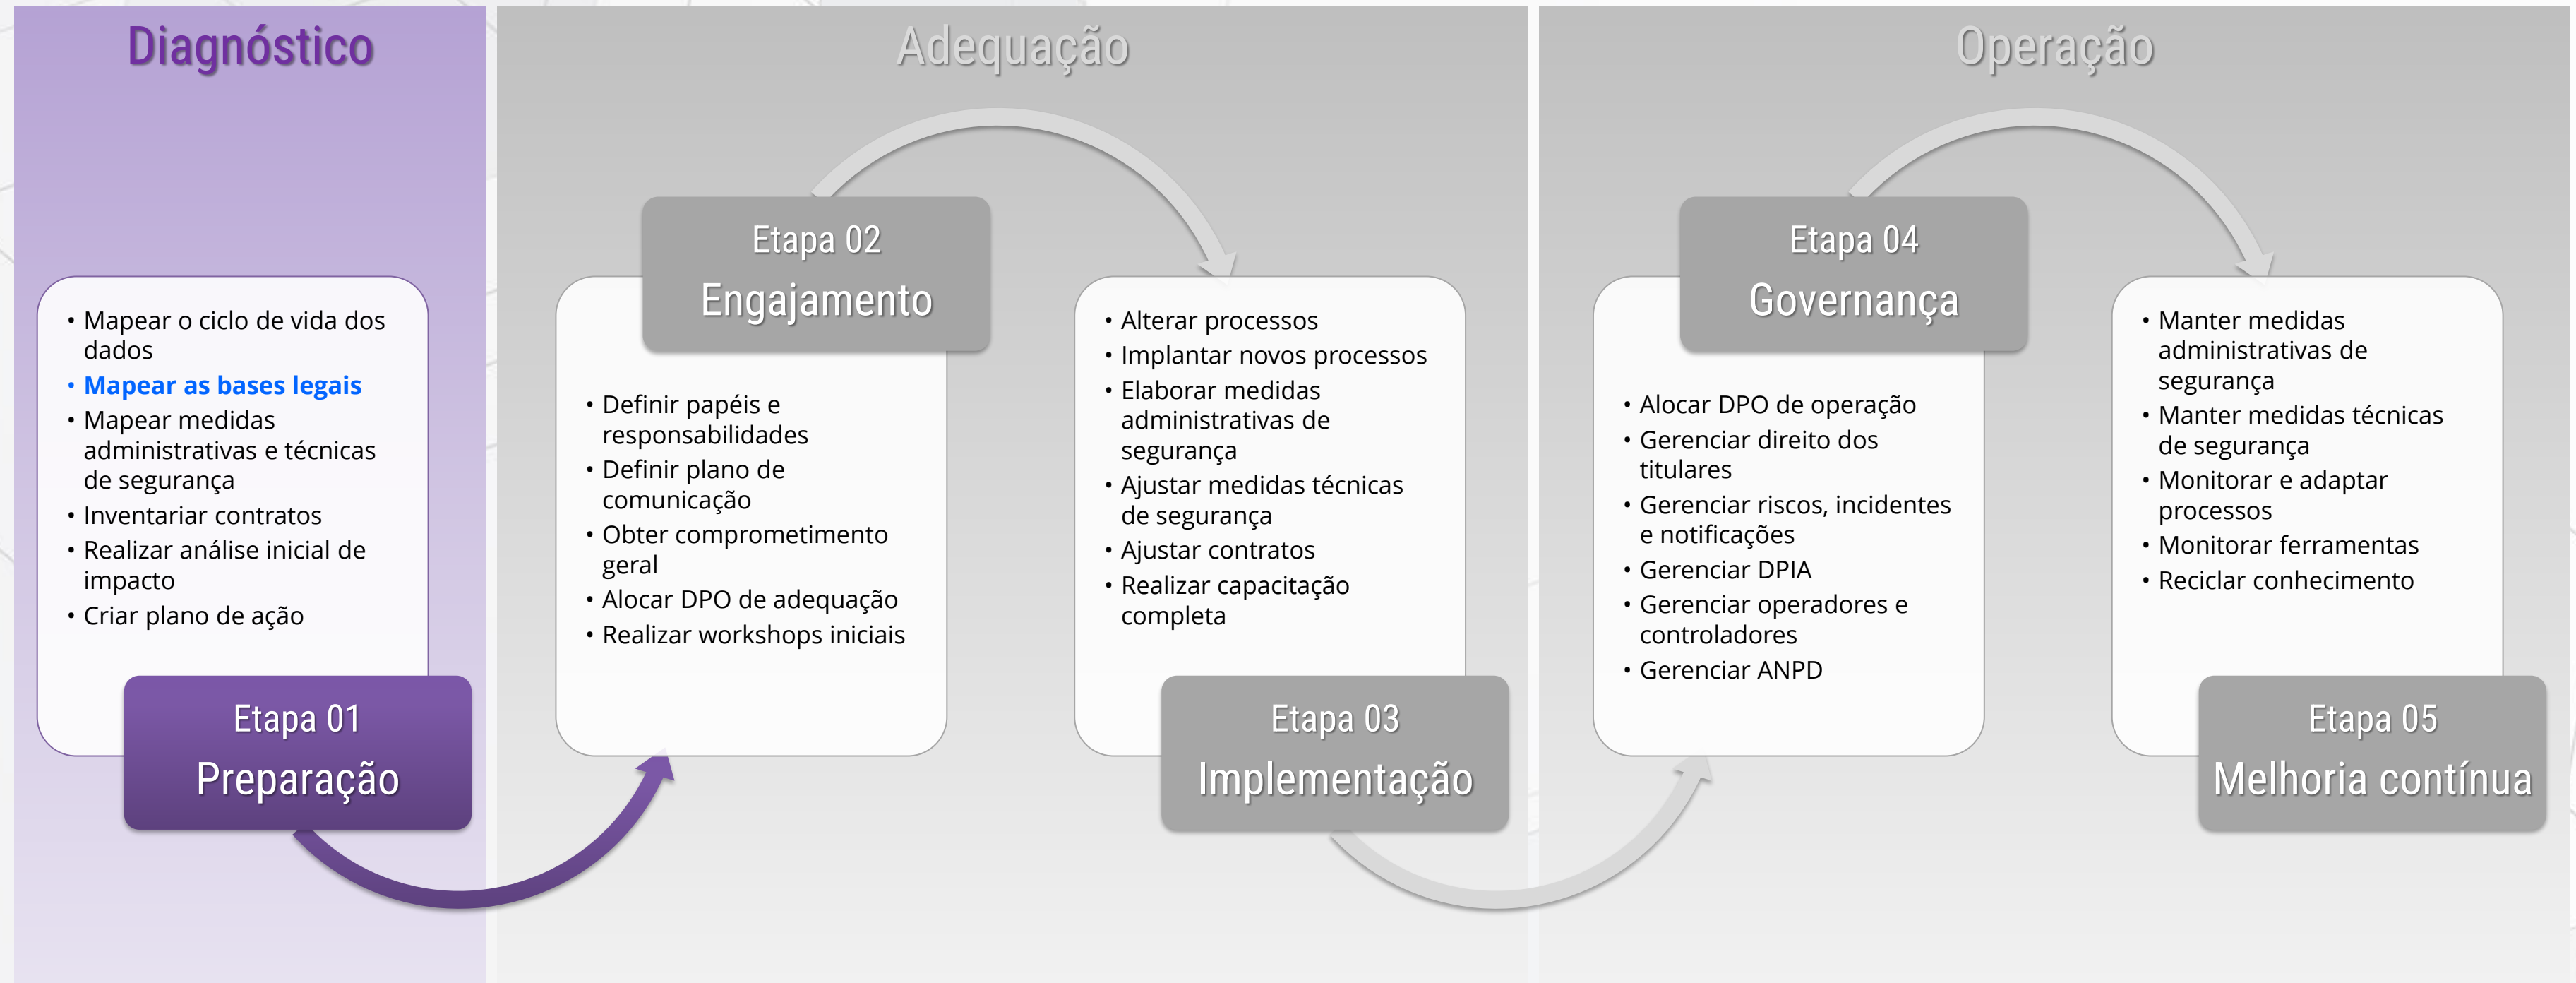 Diagnóstico
• Mapear o ciclo de vida dos
dados
• Mapear as bases legais
• Mapear medidas
administrativas e técnicas
de segurança
• Inventariar contratos
• Realizar análise inicial de
impacto
• Criar plano de ação
Etapa 01
Preparação
Adequação
Etapa 02
Engajamento
• Definir papéis e
responsabilidades
• Definir plano de
comunicação
• Obter comprometimento
geral
• Alocar DPO de adequação
• Realizar workshops iniciais
• Alterar processos
• Implantar novos processos
• Elaborar medidas
administrativas de
segurança
• Ajustar medidas técnicas
de segurança
• Ajustar contratos
• Realizar capacitação
completa
Etapa 03
Implementação
Operação
Etapa 04
Governança
• Alocar DPO de operação
• Gerenciar direito dos
titulares
• Gerenciar riscos, incidentes
e notificações
• Gerenciar DPIA
• Gerenciar operadores e
controladores
• Gerenciar ANPD
• Manter medidas
administrativas de
segurança
• Manter medidas técnicas
de segurança
• Monitorar e adaptar
processos
• Monitorar ferramentas
• Reciclar conhecimento
Etapa 05
Melhoria contínua